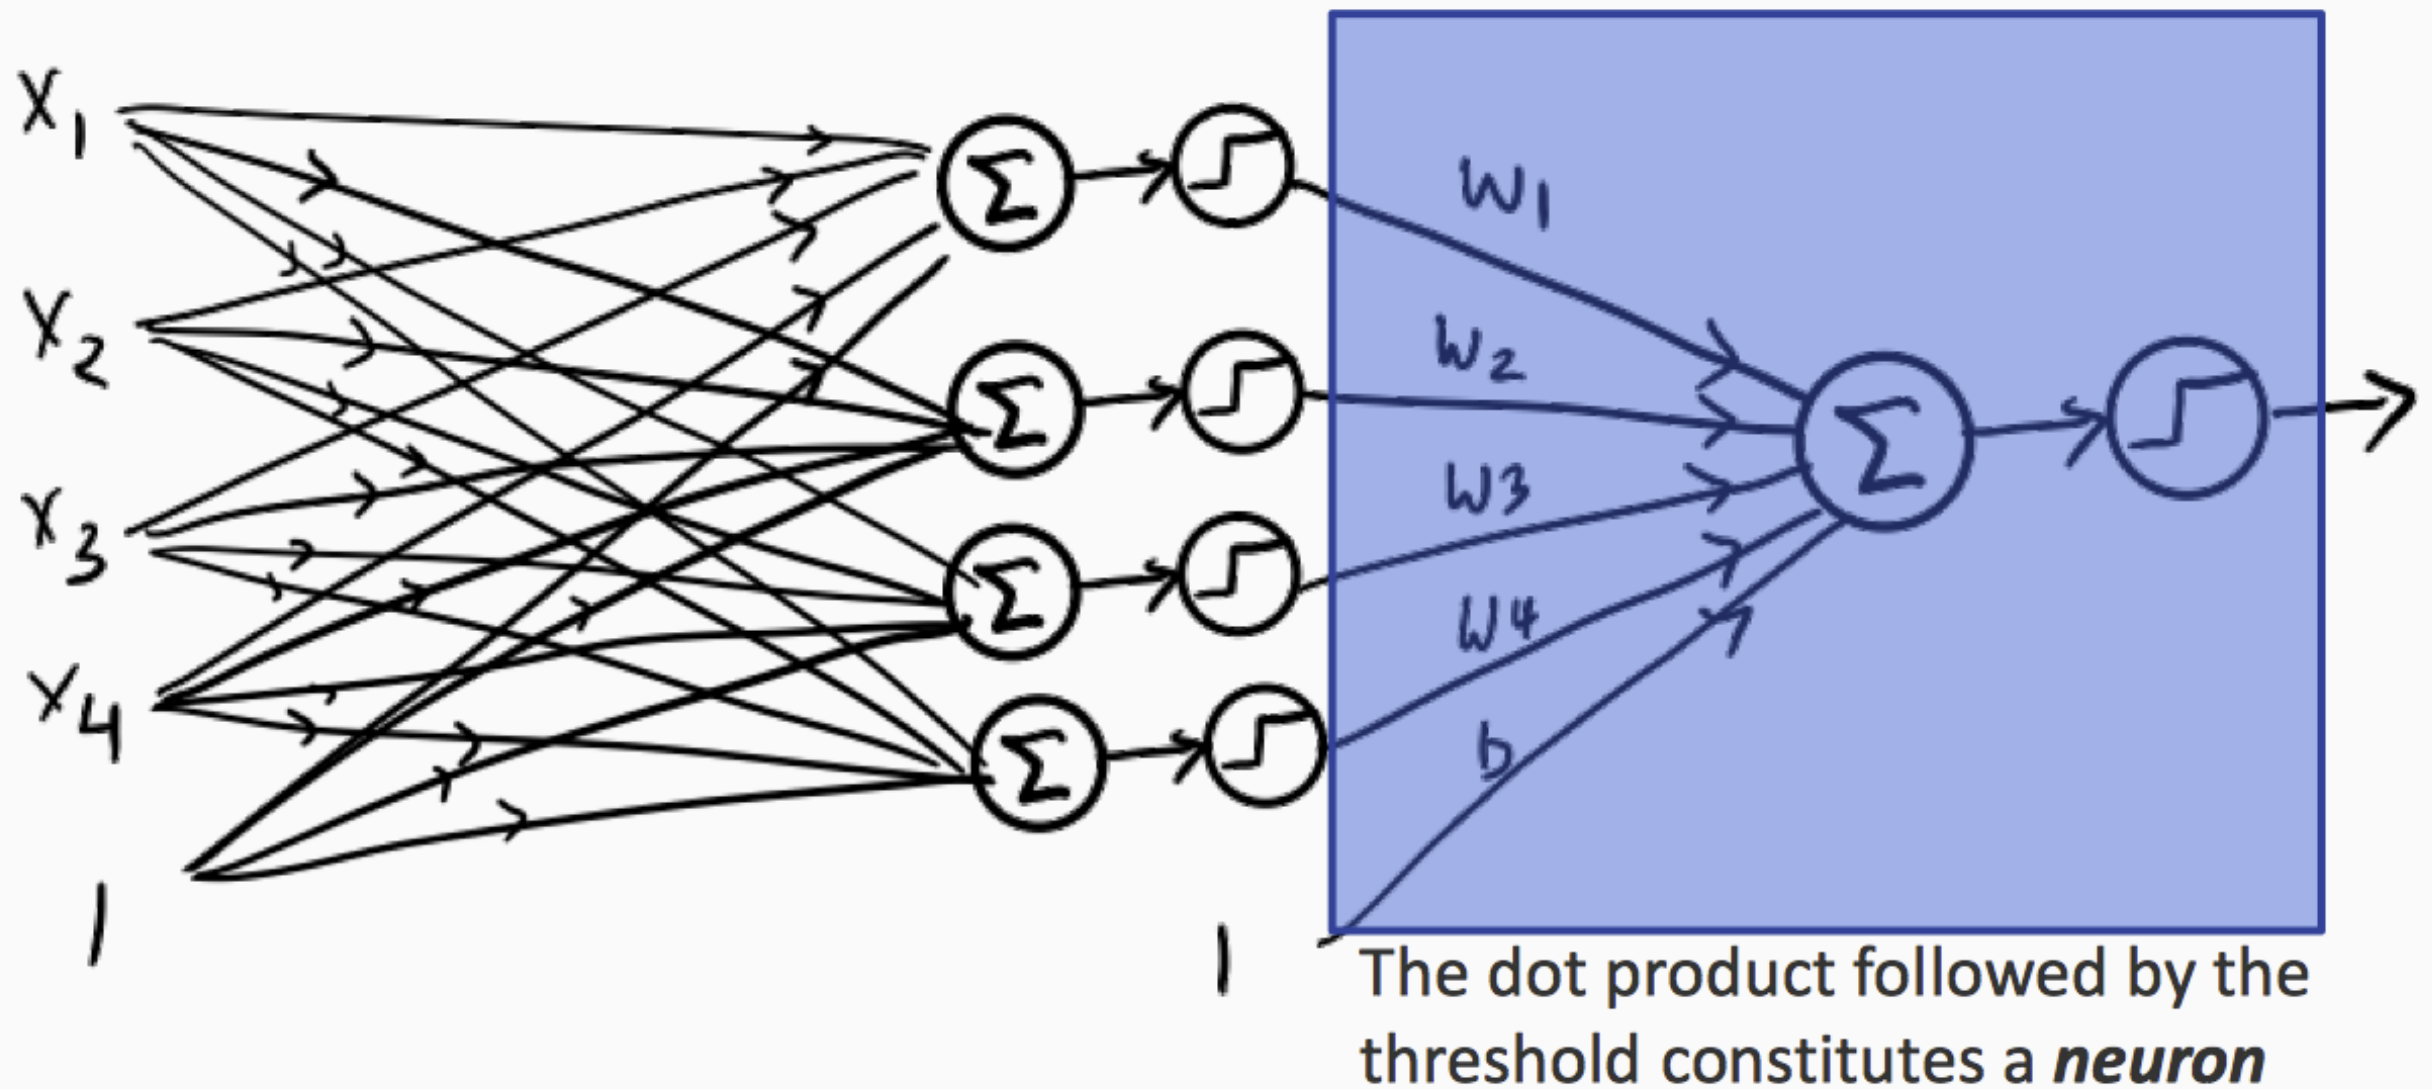 X1
X2
X3
X4
1
Σ
Σ
Σ
Σ
1
W1
W2
W3
W4
b
Σ
The dot product followed by the
threshold constitutes a neuron